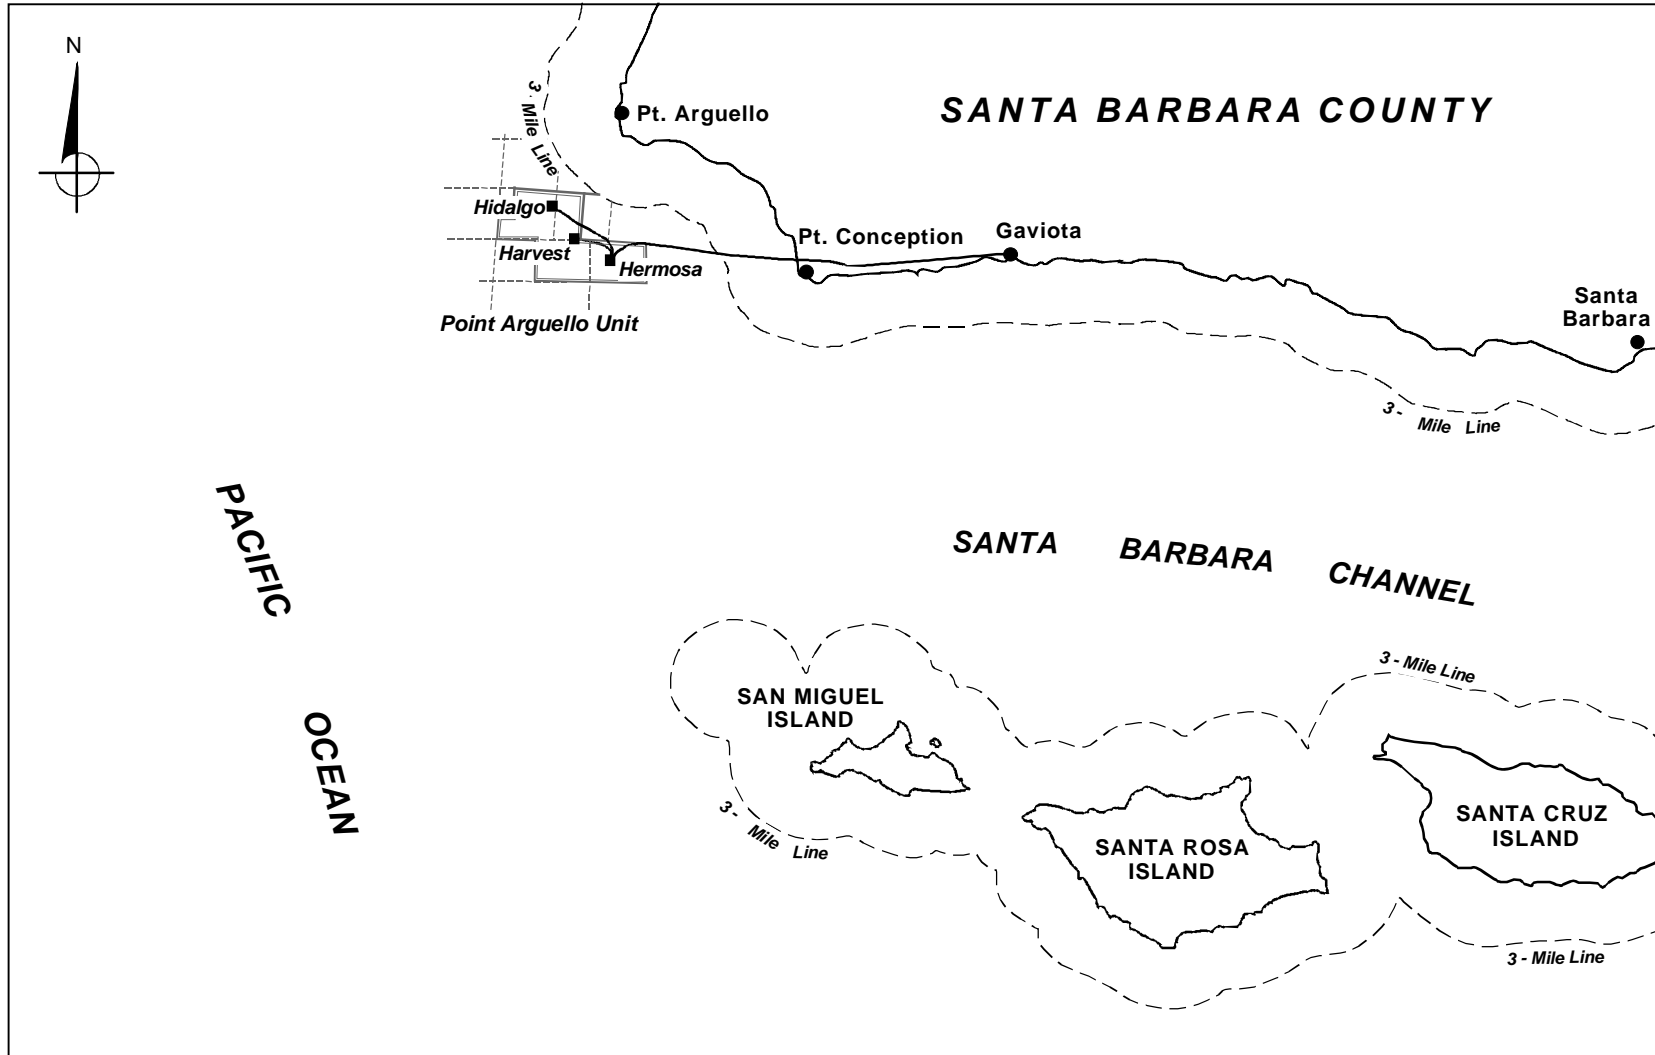 N
3 - Mile Line
Pt. Arguello
SANTA BARBARA COUNTY
Hidalgo
Harvest
Hermosa
Pt. Conception
Gaviota
Point Arguello Unit
Santa
Barbara
3 - Mile Line
PACIFIC
OCEAN
SANTA BARBARA CHANNEL
3 - Mile Line
SAN MIGUEL
ISLAND
3 - Mile Line
SANTA ROSA
ISLAND
SANTA CRUZ
ISLAND
3 - Mile Line